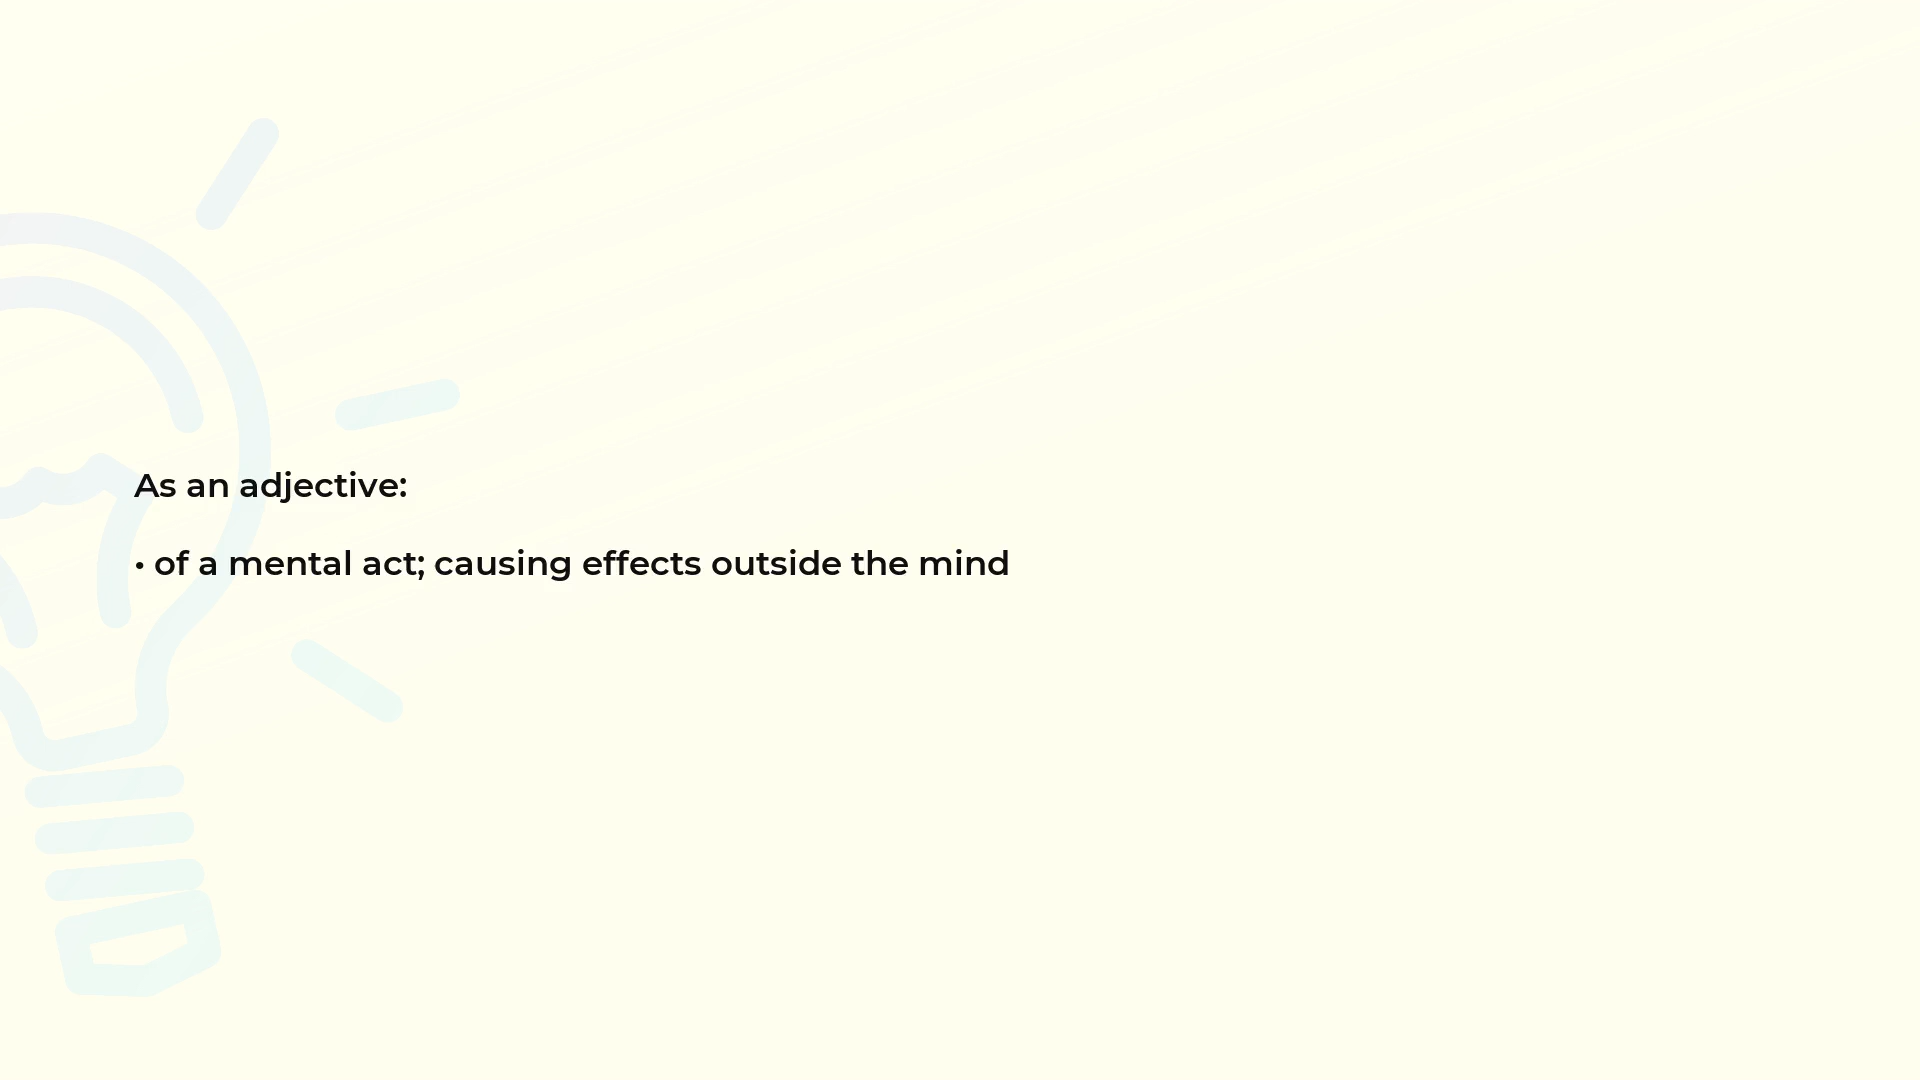 As an adjective:
• of a mental act; causing effects outside the mind